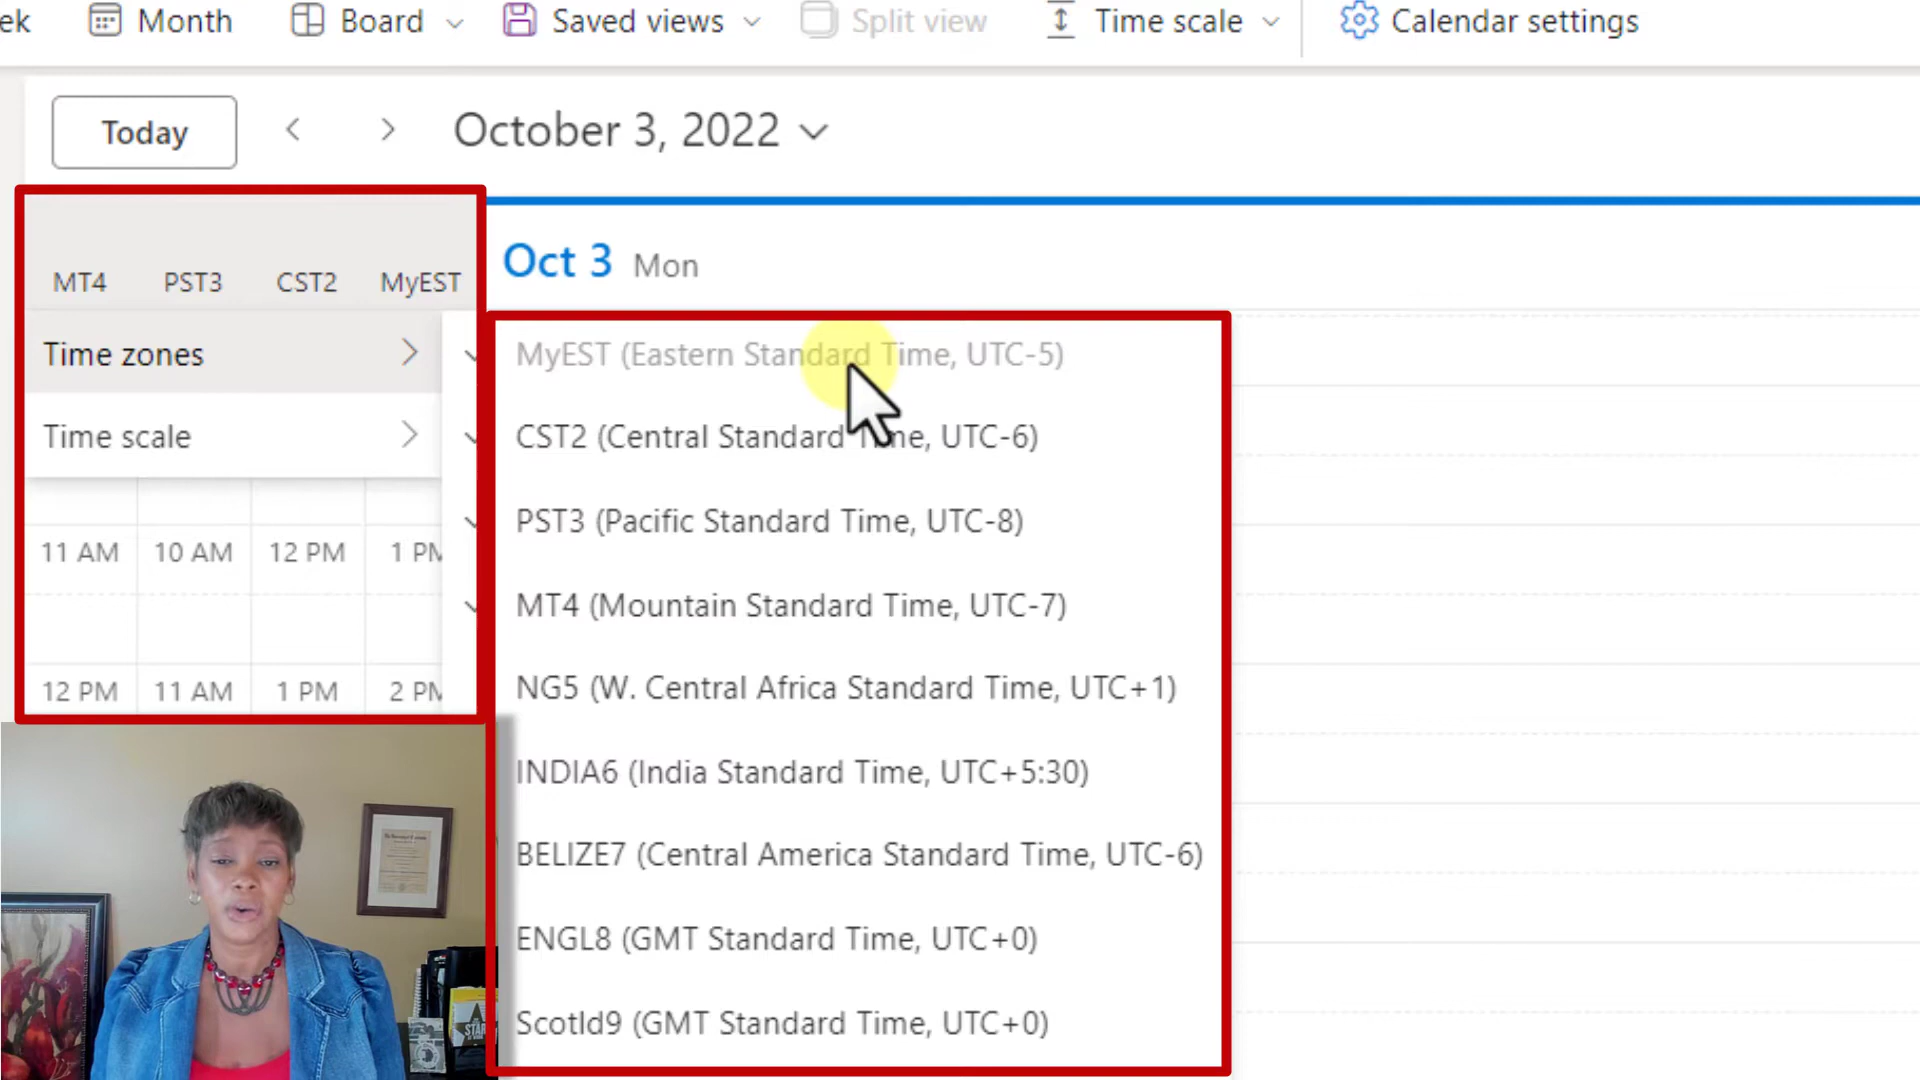 ek Month Board Saved views Split view Time scale Calendar settings
Today October 3, 2022
MT4 PST3 CST2 MyEST
Oct 3 Mon
Time zones
Time scale
11 AM 10 AM 12 PM 1 PM
12 PM 11 AM 1 PM 2 PM
MyEST (Eastern Standard Time, UTC-5)
CST2 (Central Standard Time, UTC-6)
PST3 (Pacific Standard Time, UTC-8)
MT4 (Mountain Standard Time, UTC-7)
NG5 (W. Central Africa Standard Time, UTC+1)
INDIA6 (India Standard Time, UTC+5:30)
BELIZE7 (Central America Standard Time, UTC-6)
ENGL8 (GMT Standard Time, UTC+0)
Scotld9 (GMT Standard Time, UTC+0)